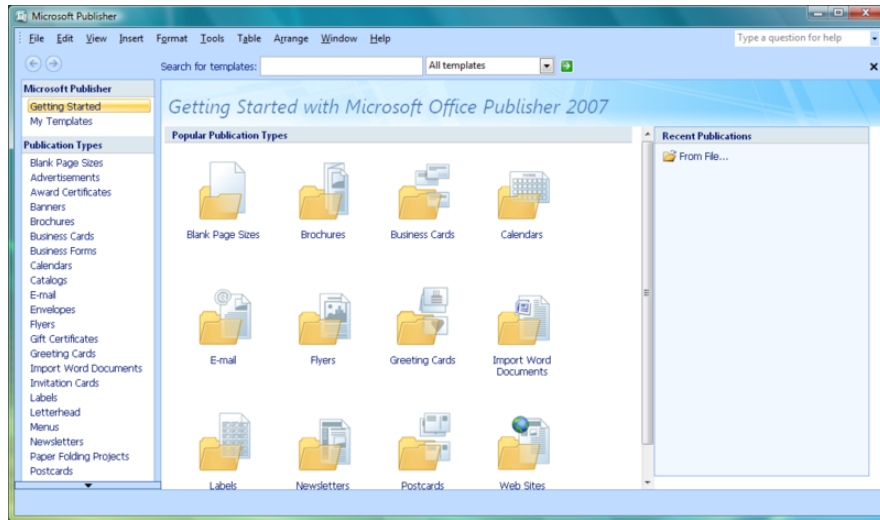 Microsoft Publisher
File Edit View Insert Format Tools Table Arrange Window Help
Type a question for help
Search for templates:
All templates
Microsoft Publisher
Getting Started
My Templates
Publication Types
Blank Page Sizes
Advertisements
Award Certificates
Banners
Brochures
Business Cards
Business Forms
Calendars
Catalogs
E-mail
Envelopes
Flyers
Gift Certificates
Greeting Cards
Import Word Documents
Invitation Cards
Labels
Letterhead
Menus
Newsletters
Paper Folding Projects
Postcards
Getting Started with Microsoft Office Publisher 2007
Popular Publication Types
Blank Page Sizes
Brochures
Business Cards
Calendars
E-mail
Flyers
Greeting Cards
Import Word
Documents
Labels
Newsletters
Postcards
Web Sites
Recent Publications
From File...